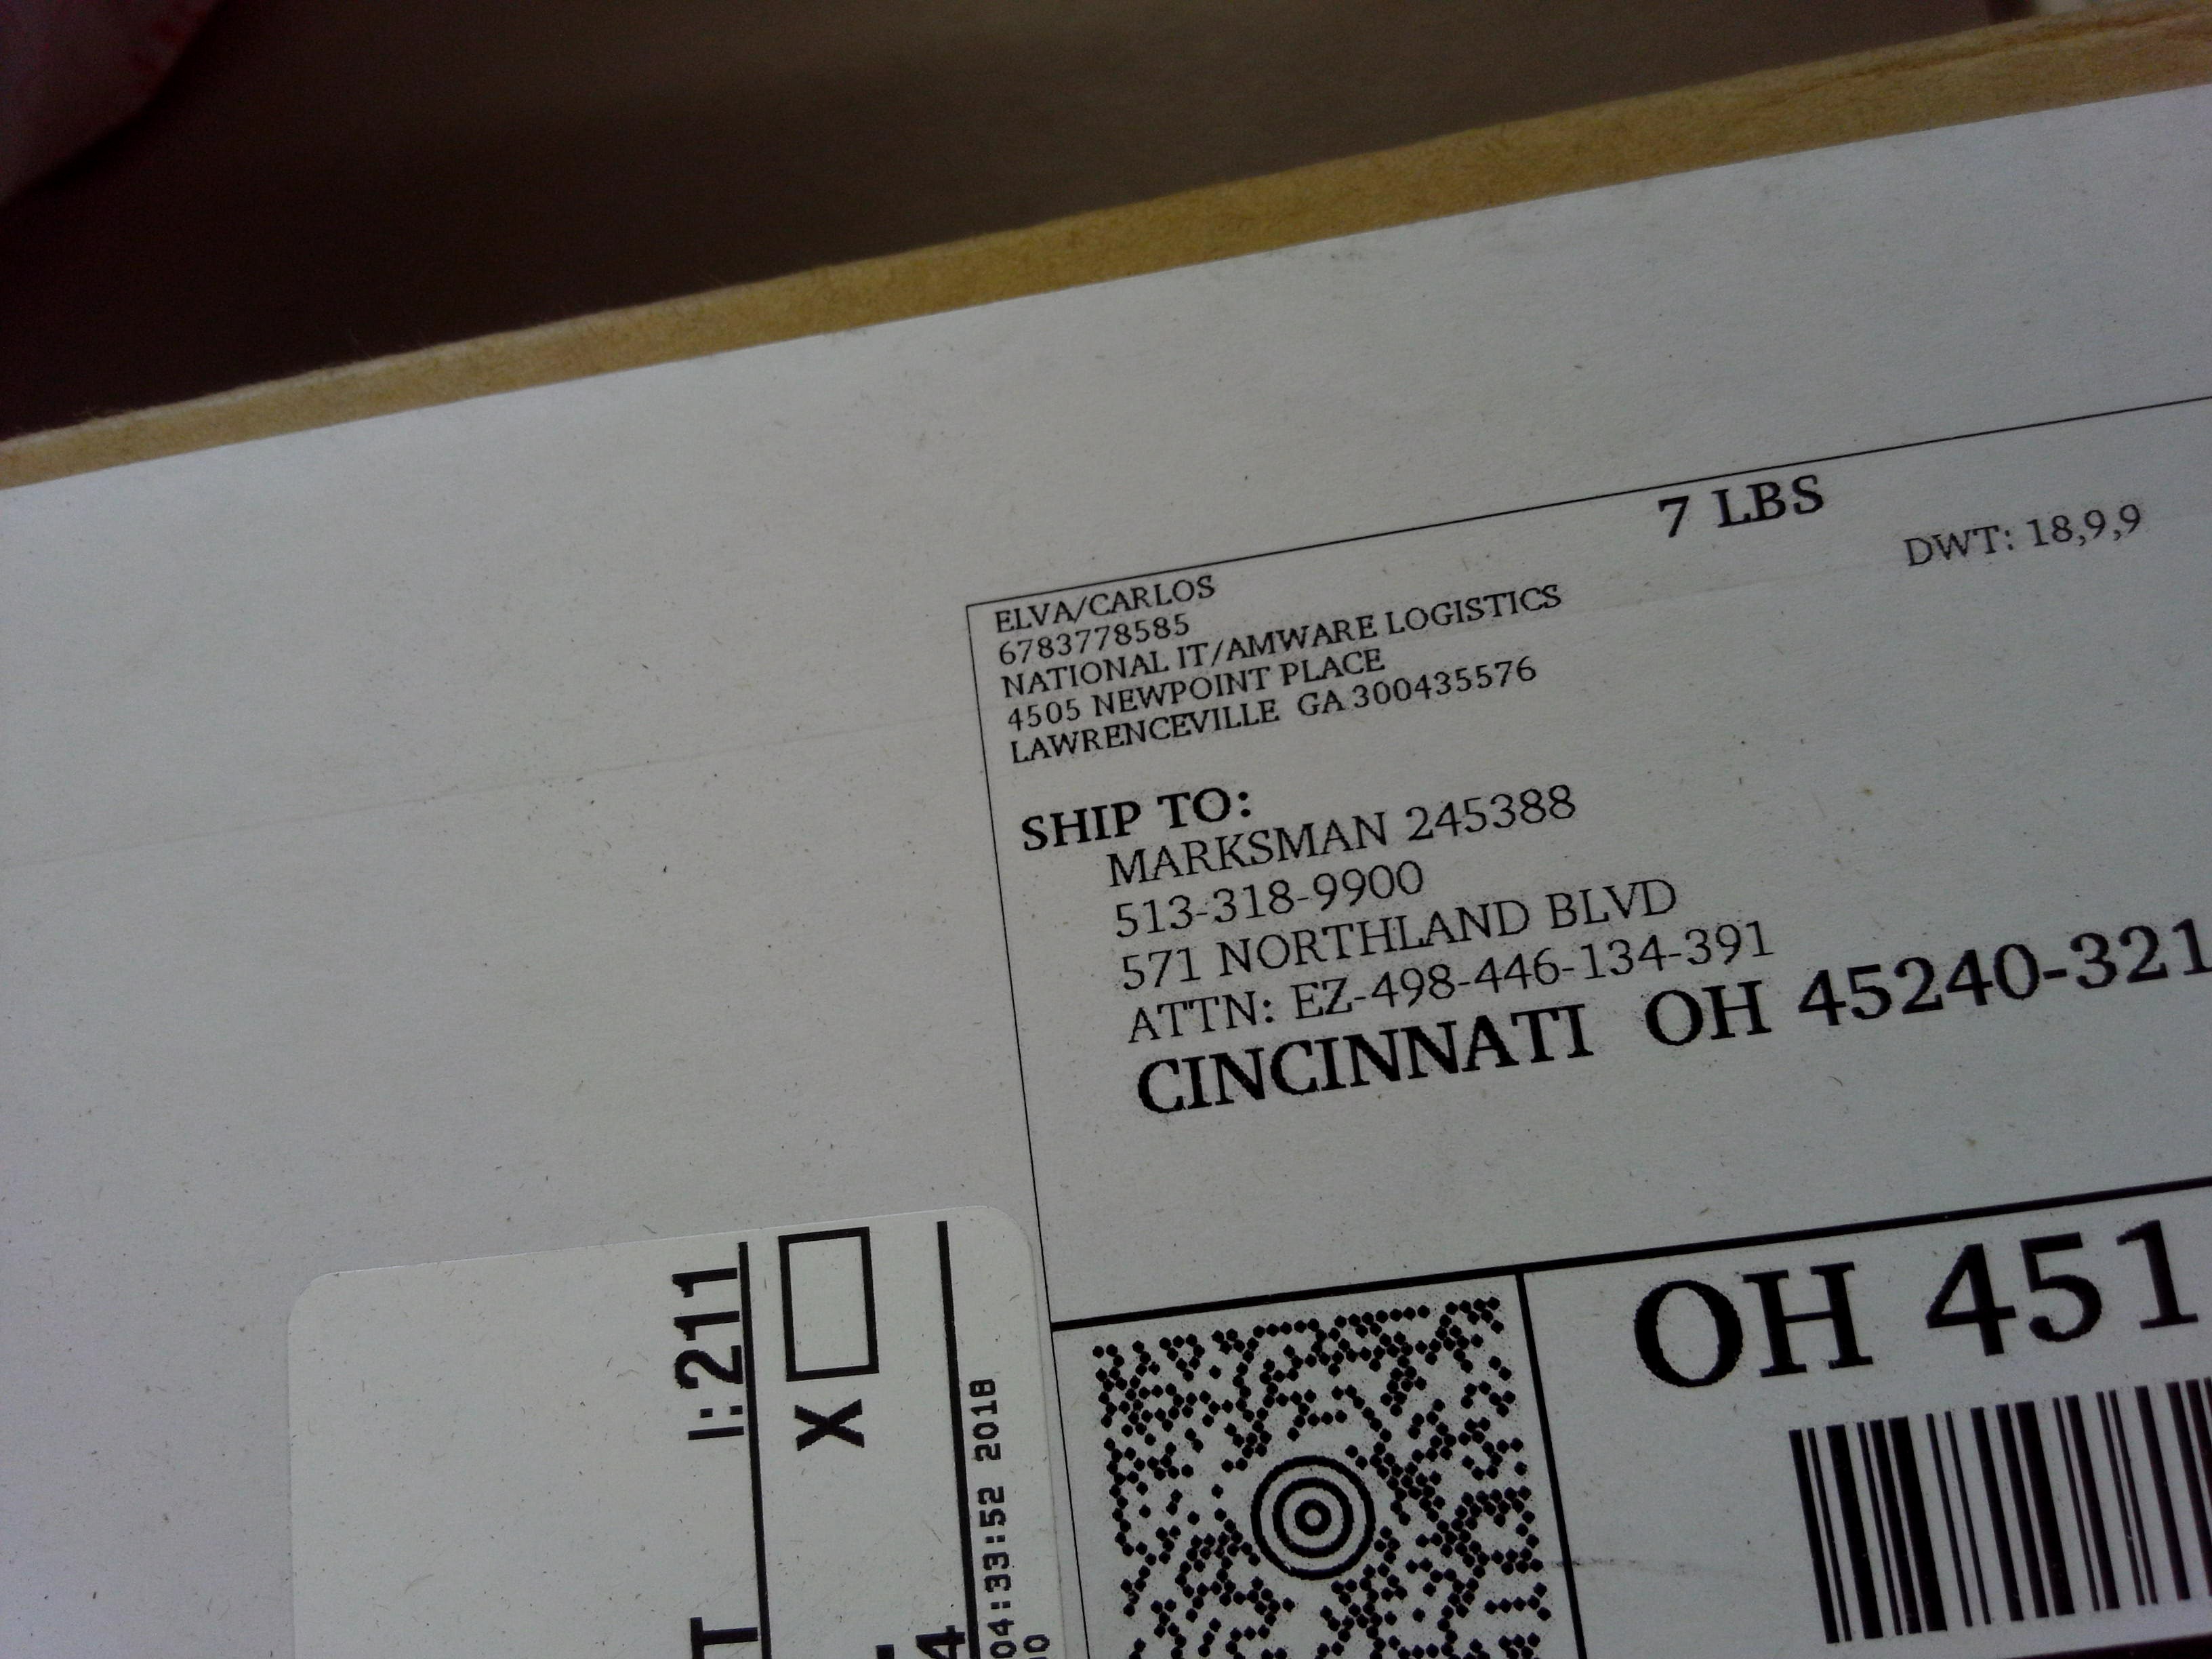 7 LBS
DWT: 18,9,9
ELVA/CARLOS
6783778585
NATIONAL IT/AMWARE LOGISTICS
4505 NEWPOINT PLACE
LAWRENCEVILLE GA 300435576
SHIP TO:
MARKSMAN 245388
513-318-9900
571 NORTHLAND BLVD
ATTN: EZ-498-446-134-391
CINCINNATI OH 45240-321
OH 451
I:211
X
04:33:52 2018
T
4